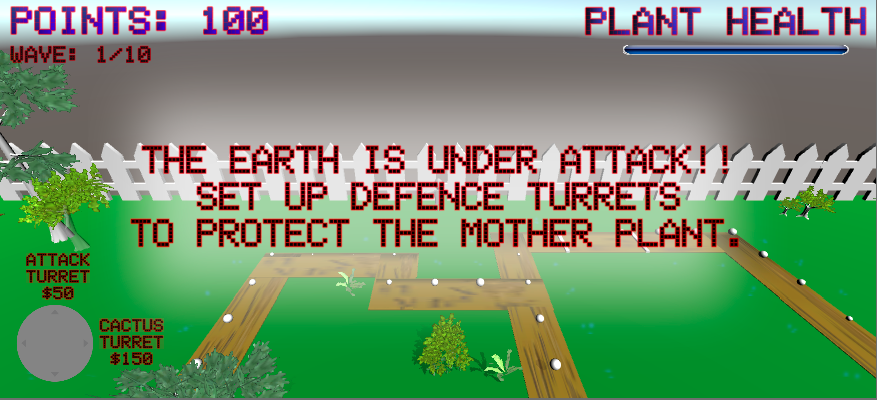 POINTS: 100
PLANT HEALTH
WAVE: 1/10
THE EARTH IS UNDER ATTACK!!
SET UP DEFENCE TURRETS
TO PROTECT THE MOTHER PLANT.
ATTACK
TURRET
$50
CACTUS
TURRET
$150